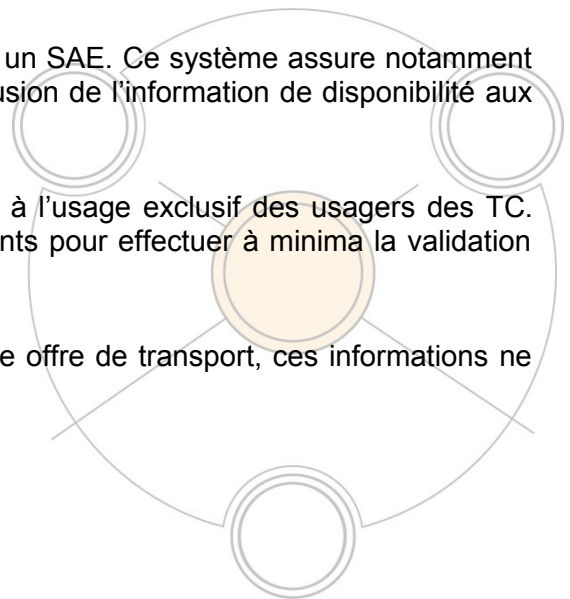 un SAE. Ce système assure notamment
usion de l’information de disponibilité aux
à l’usage exclusif des usagers des TC.
nts pour effectuer à minima la validation
e offre de transport, ces informations ne